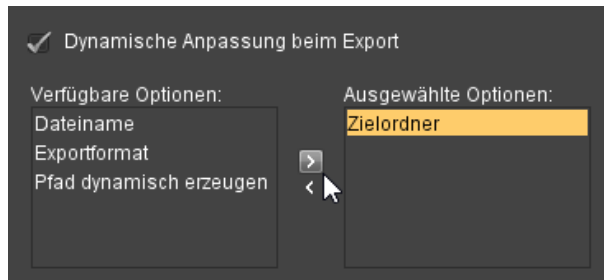 Dynamische Anpassung beim Export
Verfügbare Optionen:
Dateiname
Exportformat
Pfad dynamisch erzeugen
>
<
Ausgewählte Optionen:
Zielordner